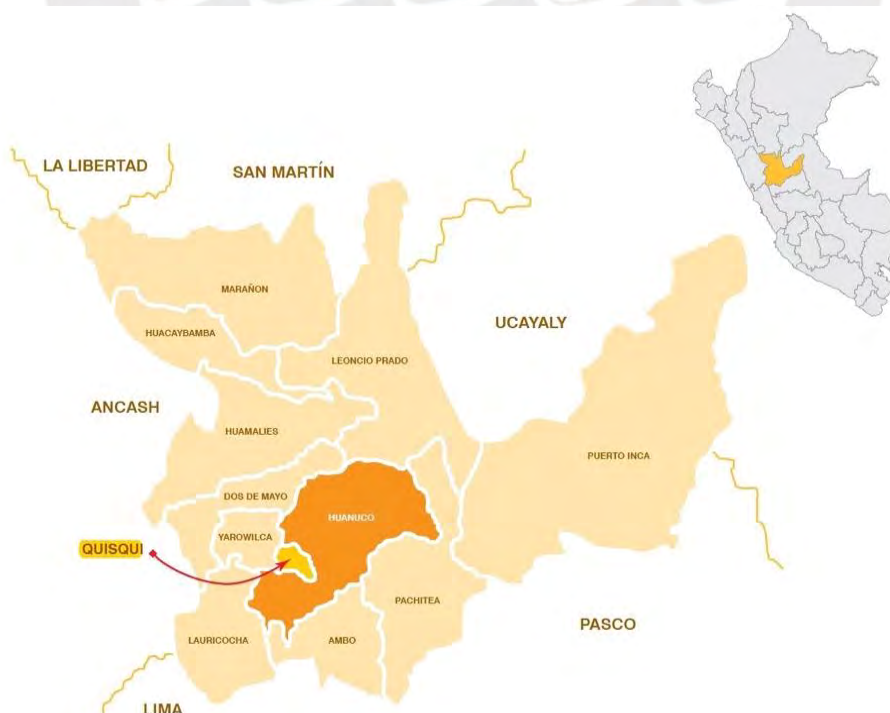 LA LIBERTAD
SAN MARTÍN
MARAÑON
HUACAYBAMBA
UCAYALY
LEONCIO PRADO
ANCASH
HUAMALIES
PUERTO INCA
DOS DE MAYO
HUANUCO
YAROWILCA
QUISQUI
PACHITEA
PASCO
LAURICOCHA
AMBO
LIMA